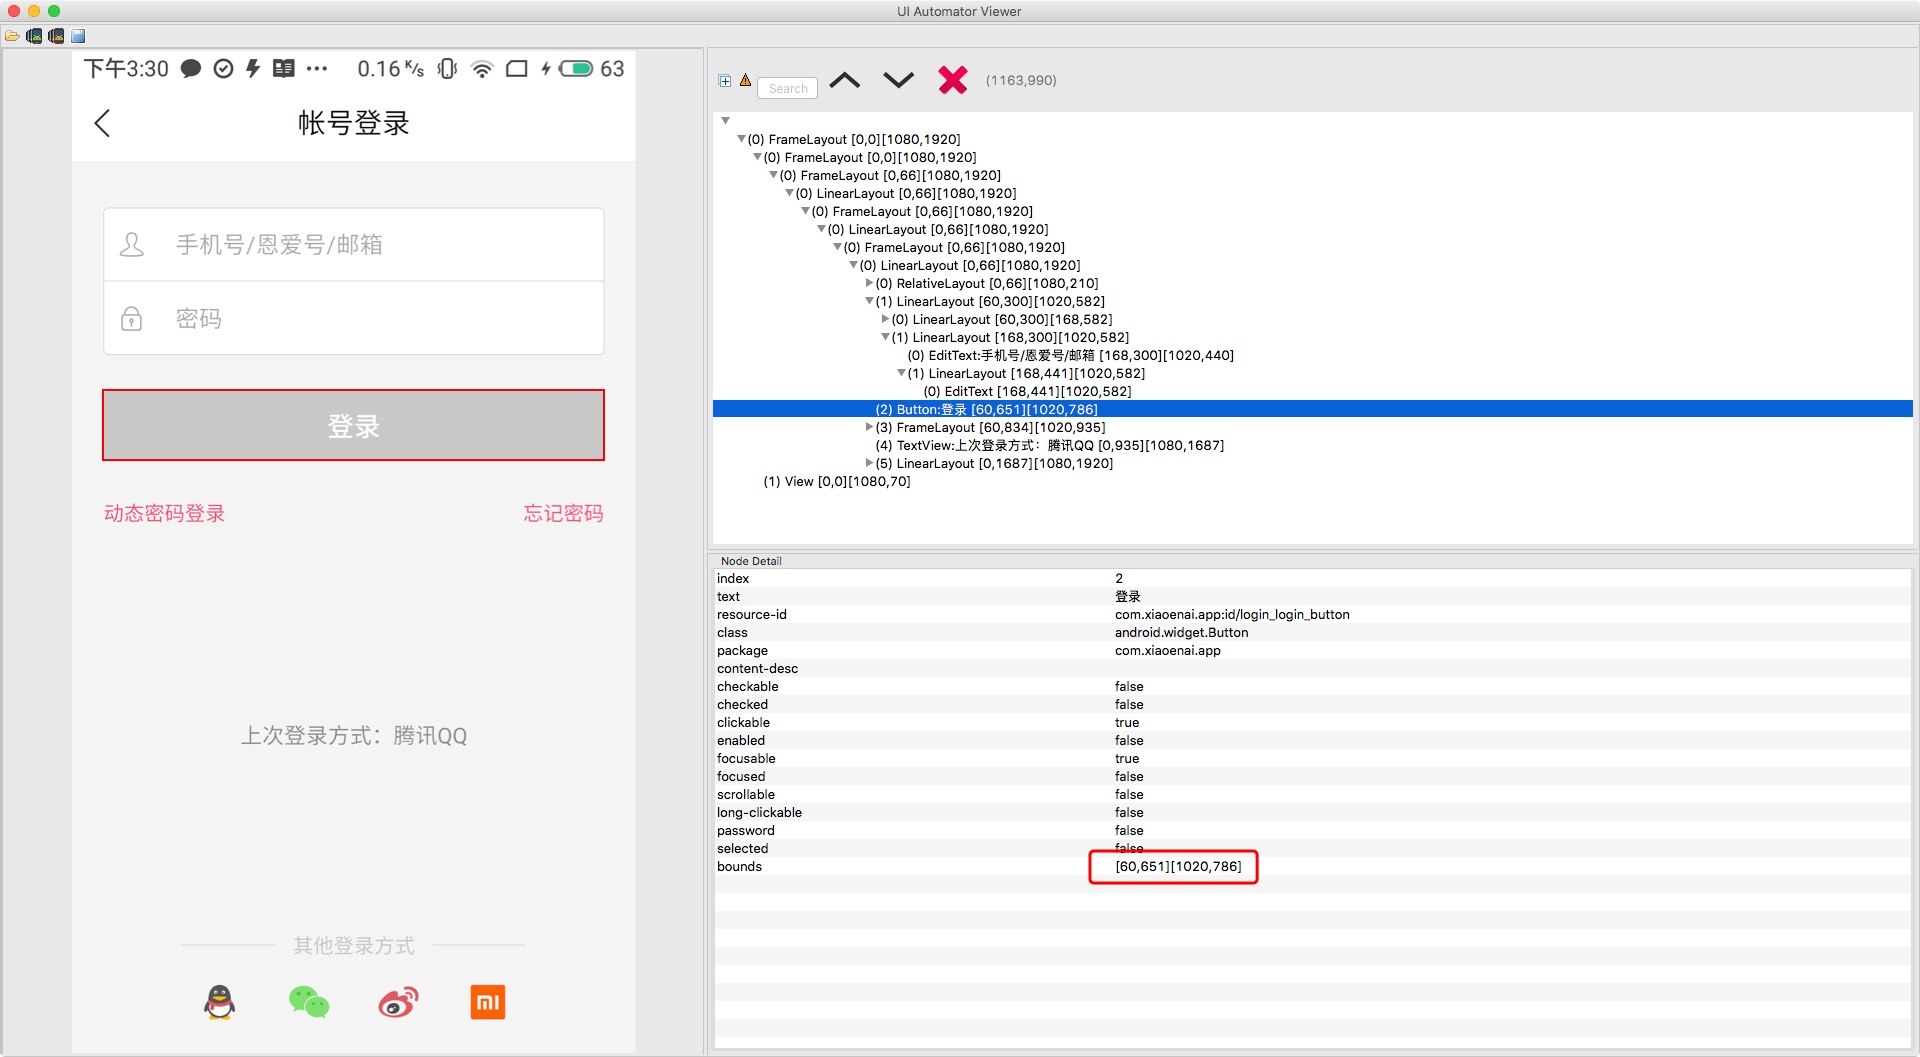 UI Automator Viewer
下午3:30 ··· 0.16 K/s 63
帐号登录
手机号/恩爱号/邮箱
密码
登录
动态密码登录 忘记密码
上次登录方式：腾讯QQ
其他登录方式
Search (1163,990)
(0) FrameLayout [0,0][1080,1920]
(0) FrameLayout [0,0][1080,1920]
(0) FrameLayout [0,66][1080,1920]
(0) LinearLayout [0,66][1080,1920]
(0) FrameLayout [0,66][1080,1920]
(0) LinearLayout [0,66][1080,1920]
(0) FrameLayout [0,66][1080,1920]
(0) LinearLayout [0,66][1080,1920]
(0) RelativeLayout [0,66][1080,210]
(1) LinearLayout [60,300][1020,582]
(0) LinearLayout [60,300][168,582]
(1) LinearLayout [168,300][1020,582]
(0) EditText:手机号/恩爱号/邮箱 [168,300][1020,440]
(1) LinearLayout [168,441][1020,582]
(0) EditText [168,441][1020,582]
(2) Button:登录 [60,651][1020,786]
(3) FrameLayout [60,834][1020,935]
(4) TextView:上次登录方式：腾讯QQ [0,935][1080,1687]
(5) LinearLayout [0,1687][1080,1920]
(1) View [0,0][1080,70]
Node Detail
index 2
text 登录
resource-id com.xiaoenai.app:id/login_login_button
class android.widget.Button
package com.xiaoenai.app
content-desc
checkable false
checked false
clickable true
enabled false
focusable true
focused false
scrollable false
long-clickable false
password false
selected false
bounds [60,651][1020,786]